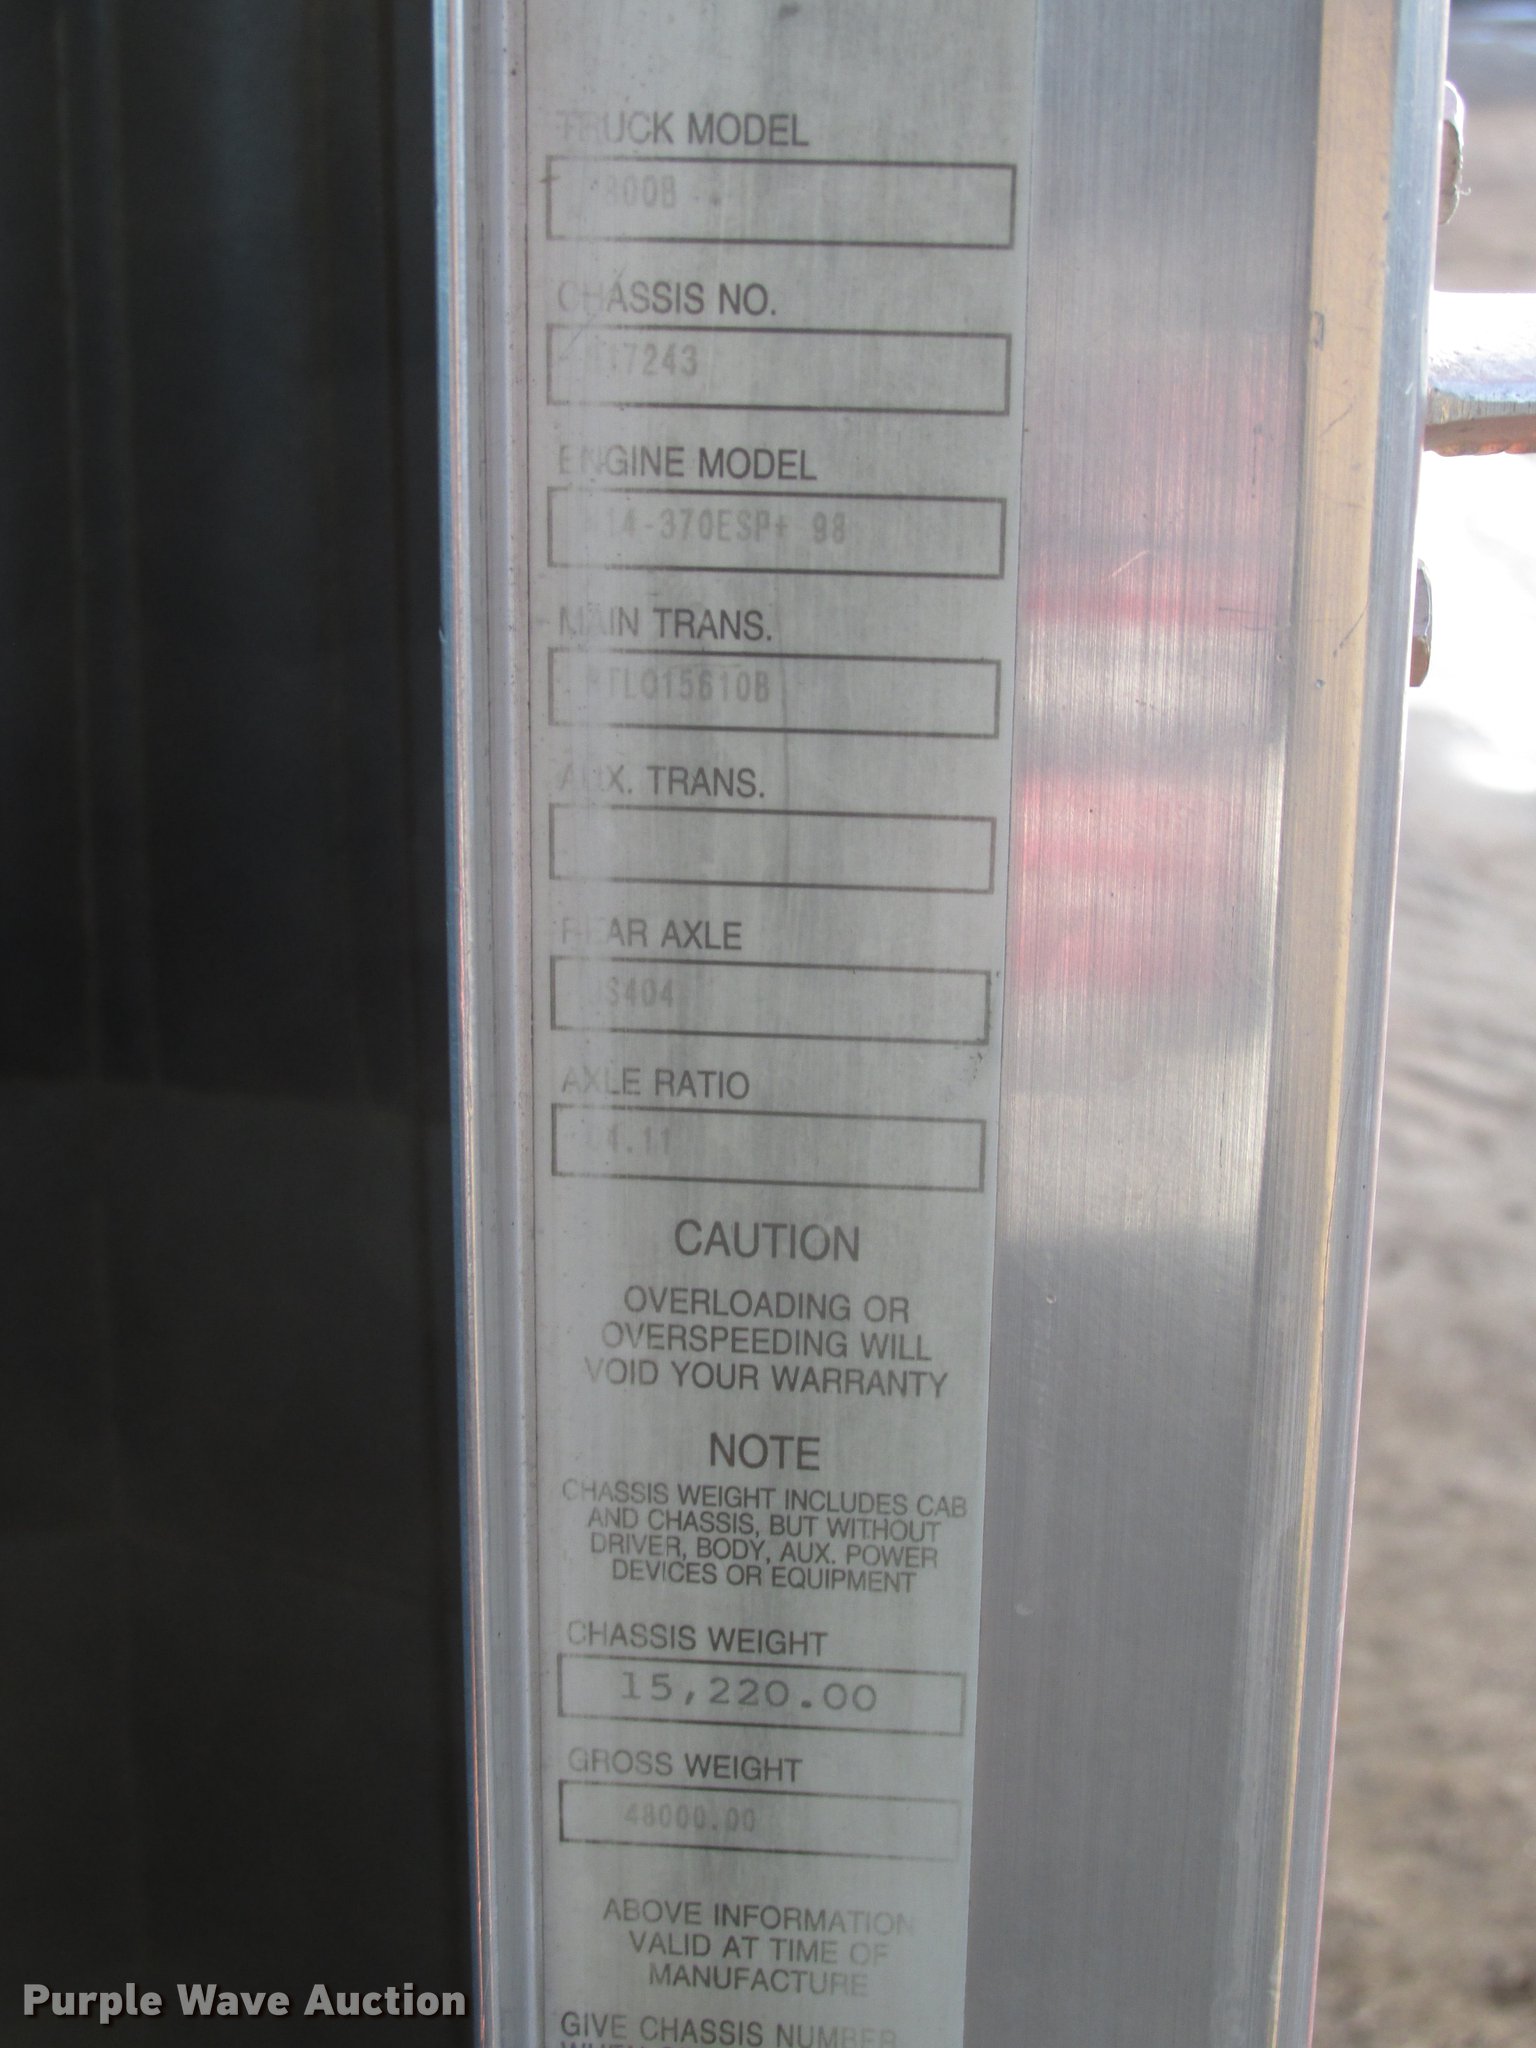 TRUCK MODEL
CHASSIS NO.
ENGINE MODEL
MAIN TRANS.
AUX. TRANS.
REAR AXLE
AXLE RATIO
CAUTION
OVERLOADING OR
OVERSPEEDING WILL
VOID YOUR WARRANTY
NOTE
CHASSIS WEIGHT INCLUDES CAB
AND CHASSIS, BUT WITHOUT
DRIVER, BODY, AUX. POWER
DEVICES OR EQUIPMENT
CHASSIS WEIGHT
15,220.00
GROSS WEIGHT
48000.00
ABOVE INFORMATION
VALID AT TIME OF
MANUFACTURE
GIVE CHASSIS NUMBER
Purple Wave Auction